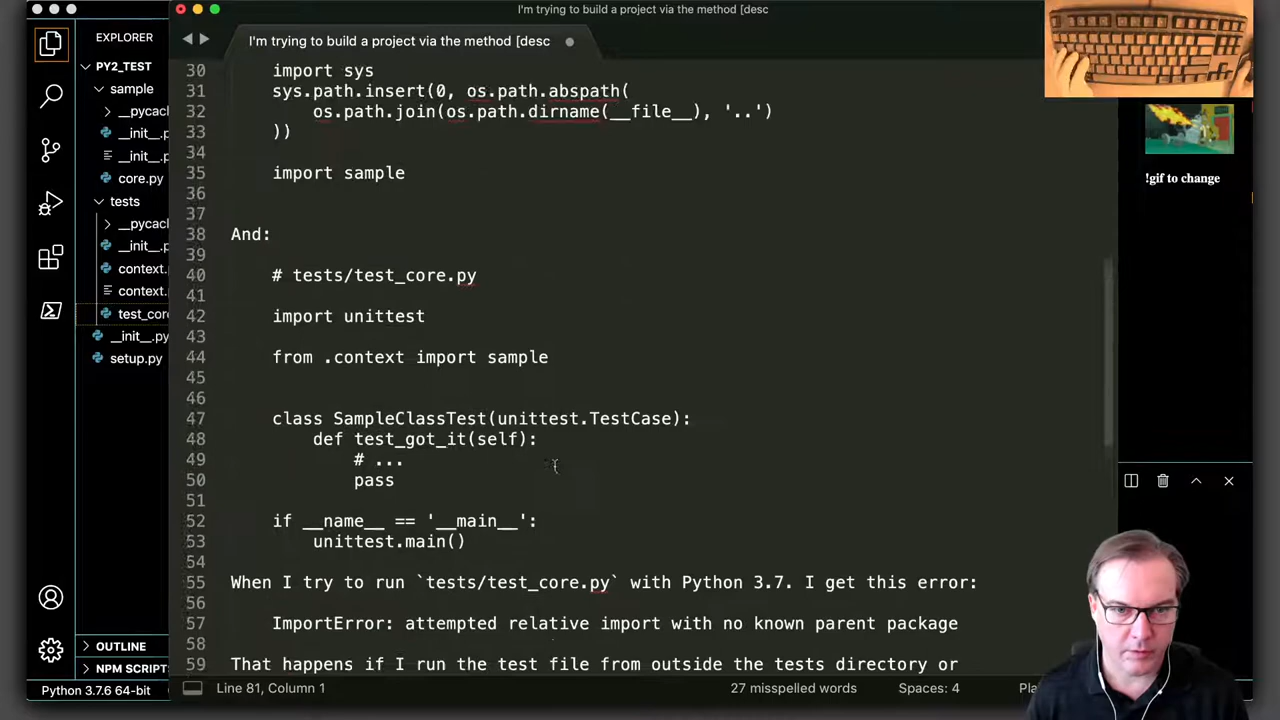 I'm trying to build a project via the method [desc
EXPLORER
I'm trying to build a project via the method [desc
PY2_TEST
sample
__pycac
__init__.p
__init__.p
core.py
tests
__pycac
__init__.p
context.
context.p
test_core
__init__.py
setup.py
OUTLINE
NPM SCRIPTS
Python 3.7.6 64-bit
30 import sys
31 sys.path.insert(0, os.path.abspath(
32 os.path.join(os.path.dirname(__file__), '..')
33 ))
34
35 import sample
36
37
38 And:
39
40 # tests/test_core.py
41
42 import unittest
43
44 from .context import sample
45
46
47 class SampleClassTest(unittest.TestCase):
48 def test_got_it(self):
49 # ...
50 pass
51
52 if __name__ == '__main__':
53 unittest.main()
54
55 When I try to run `tests/test_core.py` with Python 3.7. I get this error:
56
57 ImportError: attempted relative import with no known parent package
58
59 That happens if I run the test file from outside the tests directory or
Line 81, Column 1
27 misspelled words
Spaces: 4
Pla
!gif to change